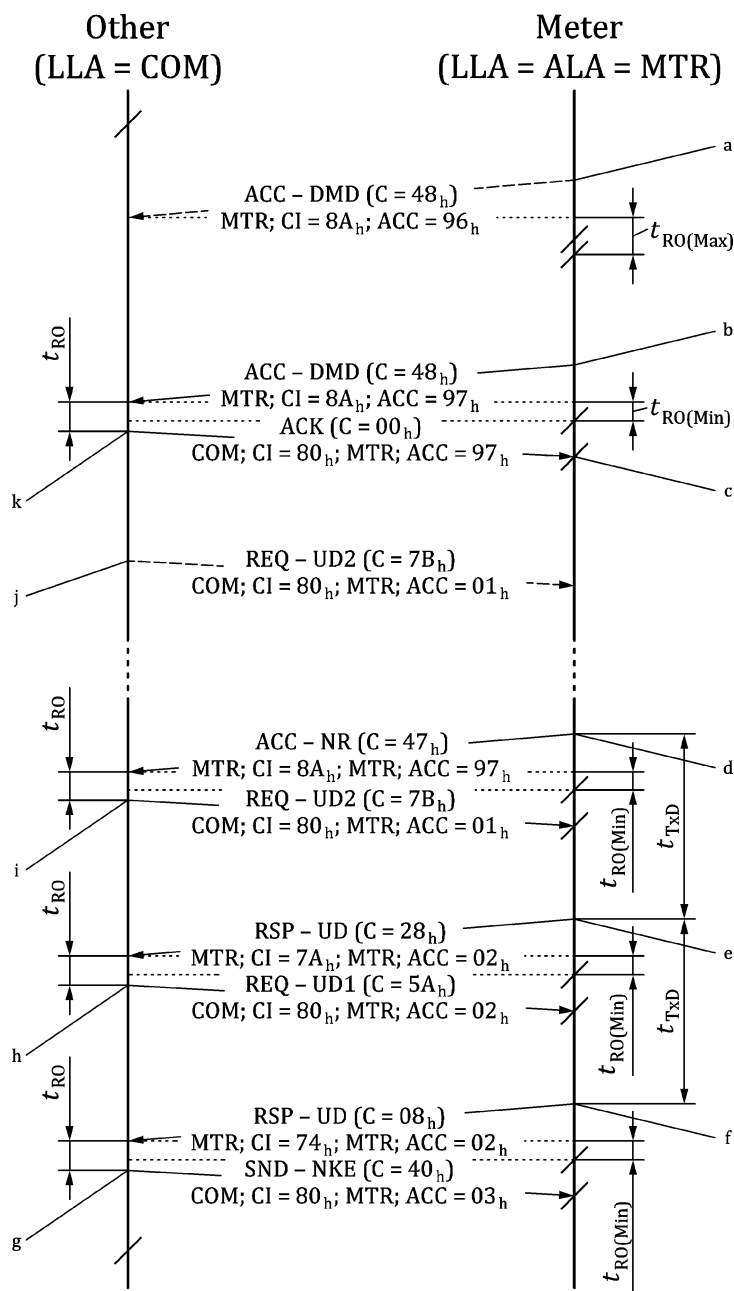 Other
(LLA = COM)
Meter
(LLA = ALA = MTR)
a
ACC – DMD (C = 48h)
MTR; CI = 8Ah; ACC = 96h
tRO(Max)
tRO
b
ACC – DMD (C = 48h)
MTR; CI = 8Ah; ACC = 97h
tRO(Min)
ACK (C = 00h)
COM; CI = 80h; MTR; ACC = 97h
k
c
REQ – UD2 (C = 7Bh)
COM; CI = 80h; MTR; ACC = 01h
j
tRO
ACC – NR (C = 47h)
MTR; CI = 8Ah; MTR; ACC = 97h
d
REQ – UD2 (C = 7Bh)
COM; CI = 80h; MTR; ACC = 01h
tRO(Min)
tTxD
i
tRO
RSP – UD (C = 28h)
MTR; CI = 7Ah; MTR; ACC = 02h
e
REQ – UD1 (C = 5Ah)
COM; CI = 80h; MTR; ACC = 02h
tRO(Min)
tTxD
h
tRO
RSP – UD (C = 08h)
MTR; CI = 74h; MTR; ACC = 02h
f
SND – NKE (C = 40h)
COM; CI = 80h; MTR; ACC = 03h
g
tRO(Min)